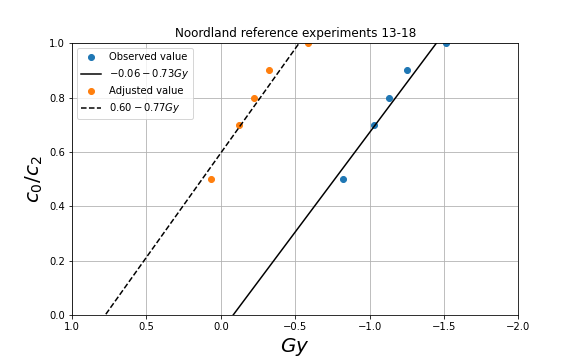 Noordland reference experiments 13-18
Observed value
−0.06 − 0.73Gy
Adjusted value
0.60 − 0.77Gy
c₀/c₂
1.0
0.8
0.6
0.4
0.2
0.0
1.0 0.5 0.0 −0.5 −1.0 −1.5 −2.0
Gy